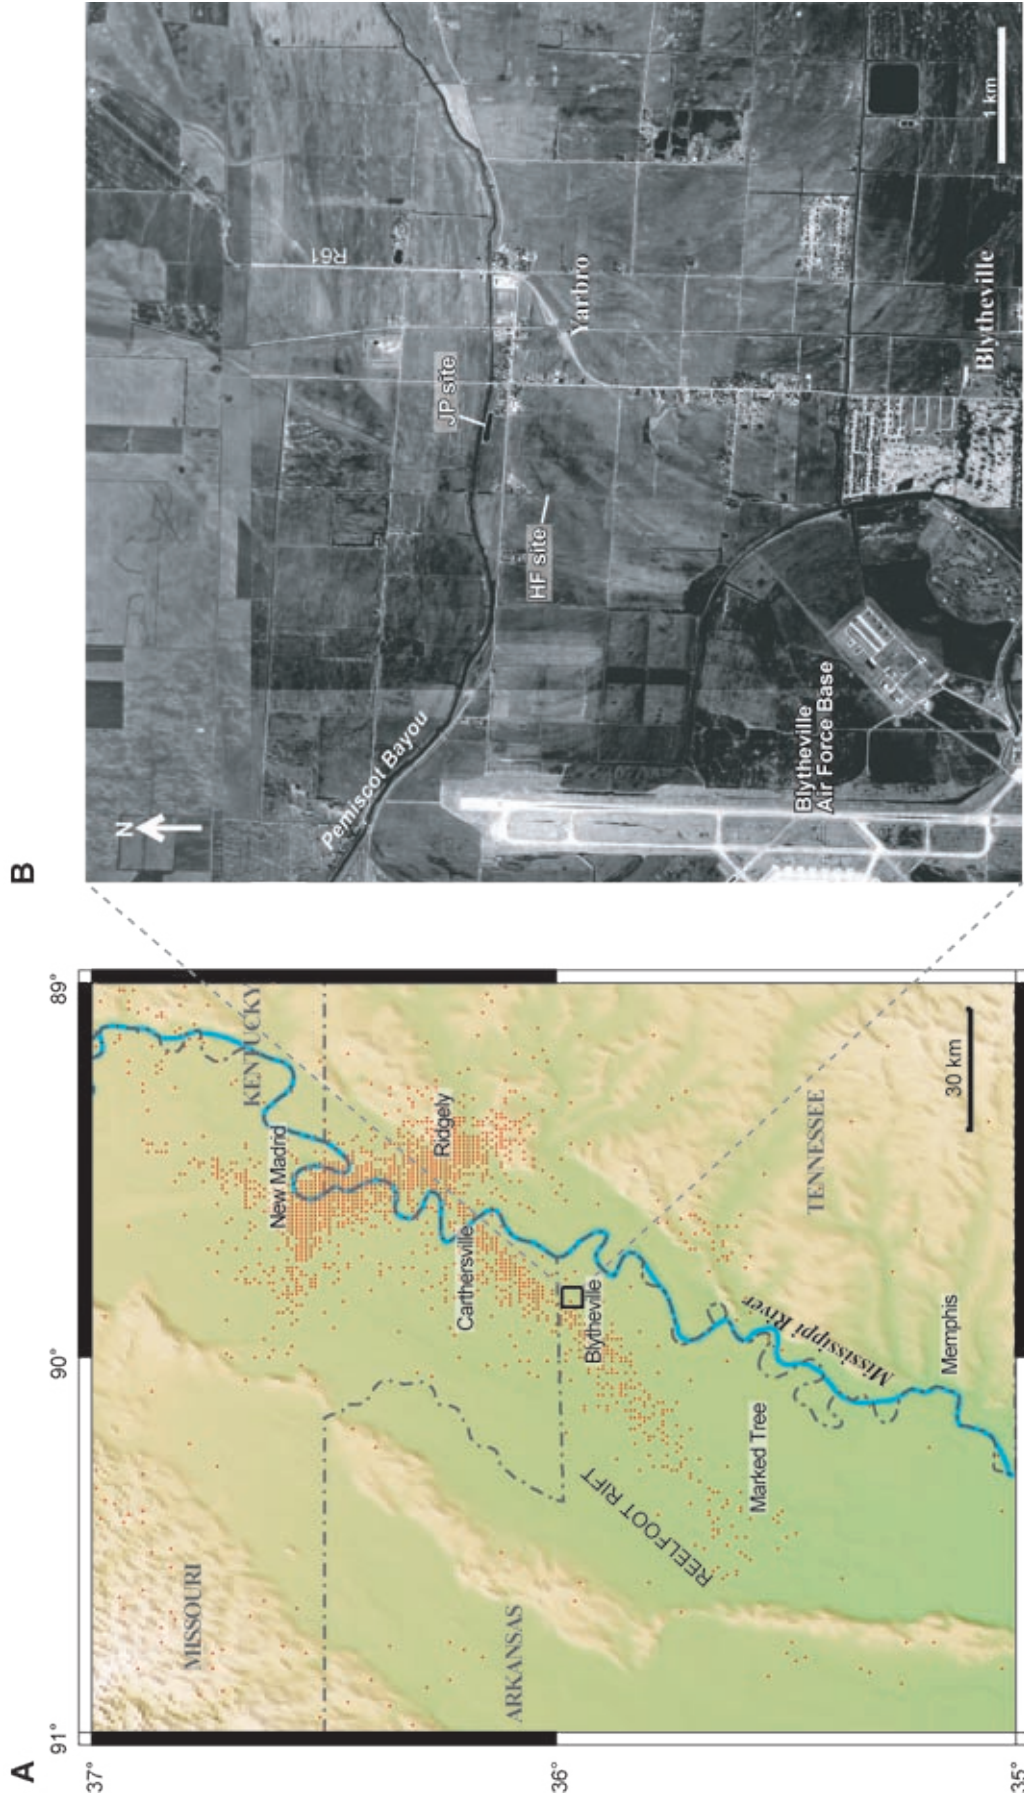 A
91°
90°
89°
37°
36°
35°
MISSOURI
KENTUCKY
New Madrid
Ridgely
Carthersville
ARKANSAS
Blytheville
REELFOOT RIFT
Marked Tree
Mississippi River
TENNESSEE
Memphis
30 km
B
N
Pemiscot Bayou
R61
JP site
HF site
Yarbro
Blytheville
Air Force Base
Blytheville
1 km